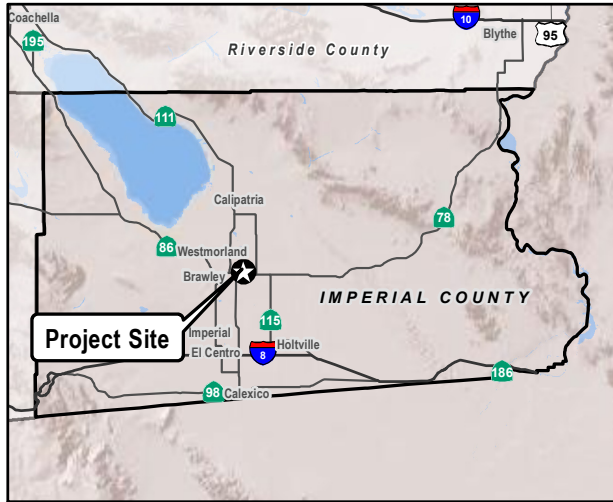 Coachella
10
Blythe
95
195
Riverside County
111
Calipatria
78
86
Westmorland
Brawley
IMPERIAL COUNTY
Project Site
Imperial
115
El Centro
Holtville
8
186
98
Calexico